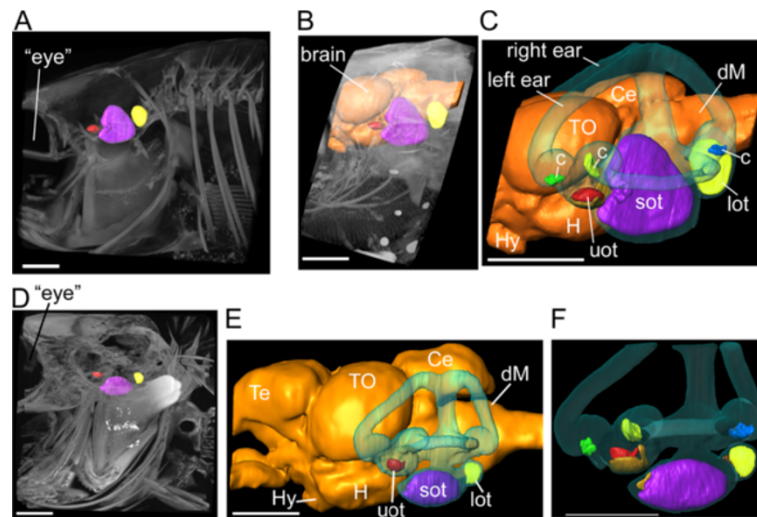 A
"eye"
B
brain
C
right ear
left ear
Ce
dM
TO
c
c
c
sot
lot
Hy
H
uot
D
"eye"
E
Te
TO
Ce
dM
Hy
H
uot
sot
lot
F